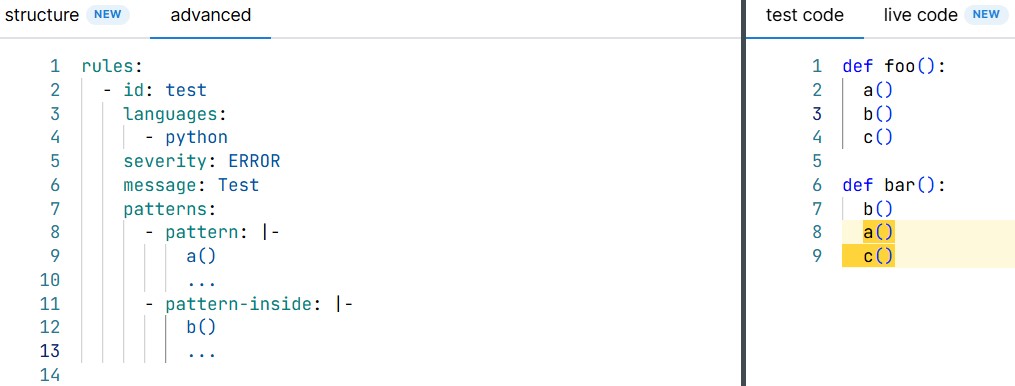 structure NEW advanced
1 rules:
2 - id: test
3 languages:
4 - python
5 severity: ERROR
6 message: Test
7 patterns:
8 - pattern: |-
9 a()
10 ...
11 - pattern-inside: |-
12 b()
13 ...
14
test code live code NEW
1 def foo():
2 a()
3 b()
4 c()
5
6 def bar():
7 b()
8 a()
9 c()